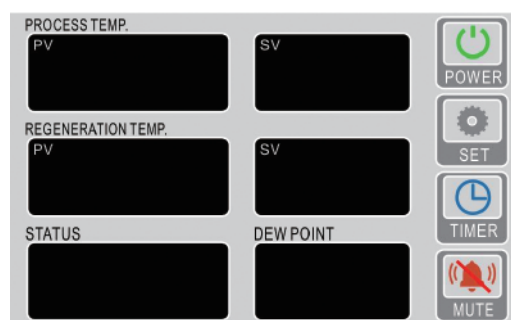 PROCESS TEMP.
PV
SV
POWER
REGENERATION TEMP.
PV
SV
SET
STATUS
DEW POINT
TIMER
MUTE